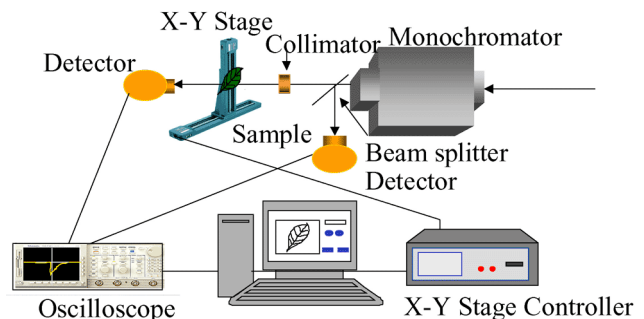 X-Y Stage
Collimator
Monochromator
Detector
Sample
Beam splitter
Detector
Oscilloscope
X-Y Stage Controller